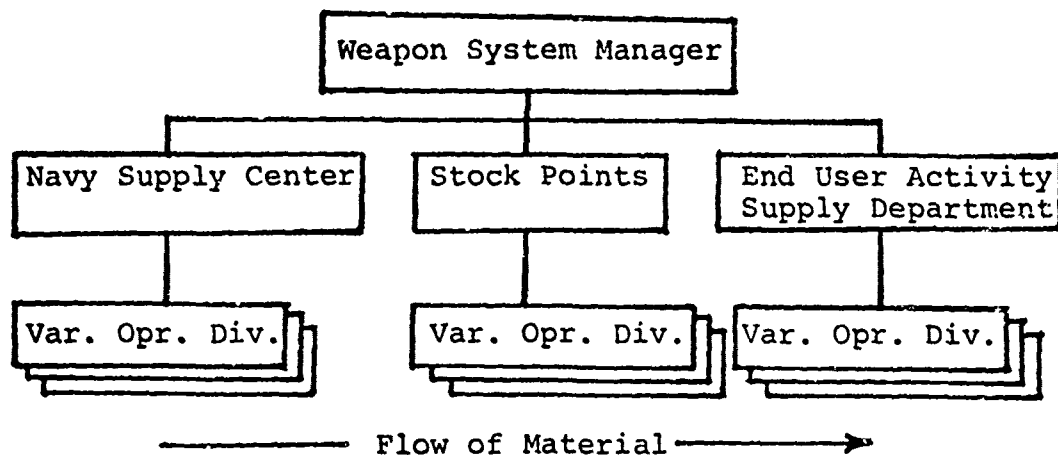 Weapon System Manager
Navy Supply Center
Stock Points
End User Activity
Supply Department
Var. Opr. Div.
Var. Opr. Div.
Var. Opr. Div.
Flow of Material